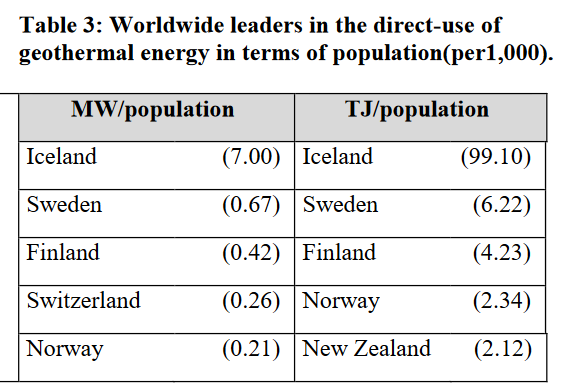 Table 3: Worldwide leaders in the direct-use of
geothermal energy in terms of population(per1,000).
MW/population TJ/population
Iceland (7.00) Iceland (99.10)
Sweden (0.67) Sweden (6.22)
Finland (0.42) Finland (4.23)
Switzerland (0.26) Norway (2.34)
Norway (0.21) New Zealand (2.12)